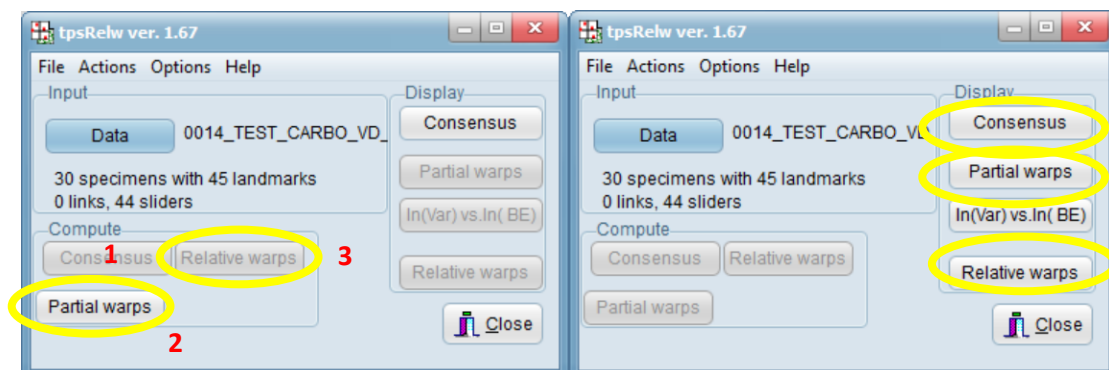 tpsRelw ver. 1.67
File Actions Options Help
Input
Data 0014_TEST_CARBO_VD_
30 specimens with 45 landmarks
0 links, 44 sliders
Compute
Consensus Relative warps
1 3
Partial warps
2
Display
Consensus
Partial warps
ln(Var) vs.ln( BE)
Relative warps
Close
tpsRelw ver. 1.67
File Actions Options Help
Input
Data 0014_TEST_CARBO_VD
30 specimens with 45 landmarks
0 links, 44 sliders
Compute
Consensus Relative warps
Partial warps
Display
Consensus
Partial warps
ln(Var) vs.ln( BE)
Relative warps
Close